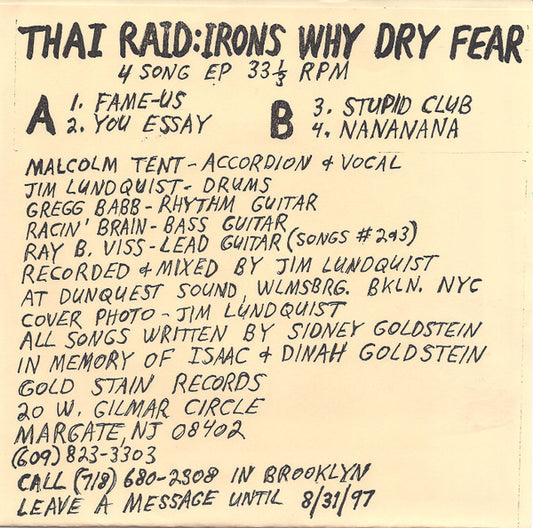 THAI RAID:IRONS WHY DRY FEAR
4 SONG EP 33 1/3 RPM
A 1. FAME-US
2. YOU ESSAY
B 3. STUPID CLUB
4. NANANANA
MALCOLM TENT-ACCORDION & VOCAL
JIM LUNDQUIST- DRUMS
GREGG BABB-RHYTHM GUITAR
RACIN' BRAIN-BASS GUITAR
RAY B. VISS-LEAD GUITAR (SONGS #2&3)
RECORDED & MIXED BY JIM LUNDQUIST
AT DUNQUEST SOUND, WLMSBRG. BKLN. NYC
COVER PHOTO-JIM LUNDQUIST
ALL SONGS WRITTEN BY SIDNEY GOLDSTEIN
IN MEMORY OF ISAAC & DINAH GOLDSTEIN
GOLD STAIN RECORDS
20 W. GILMAR CIRCLE
MARGATE, NJ 08402
(609) 823-3303
CALL (718) 680-2308 IN BROOKLYN
LEAVE A MESSAGE UNTIL 8/31/97